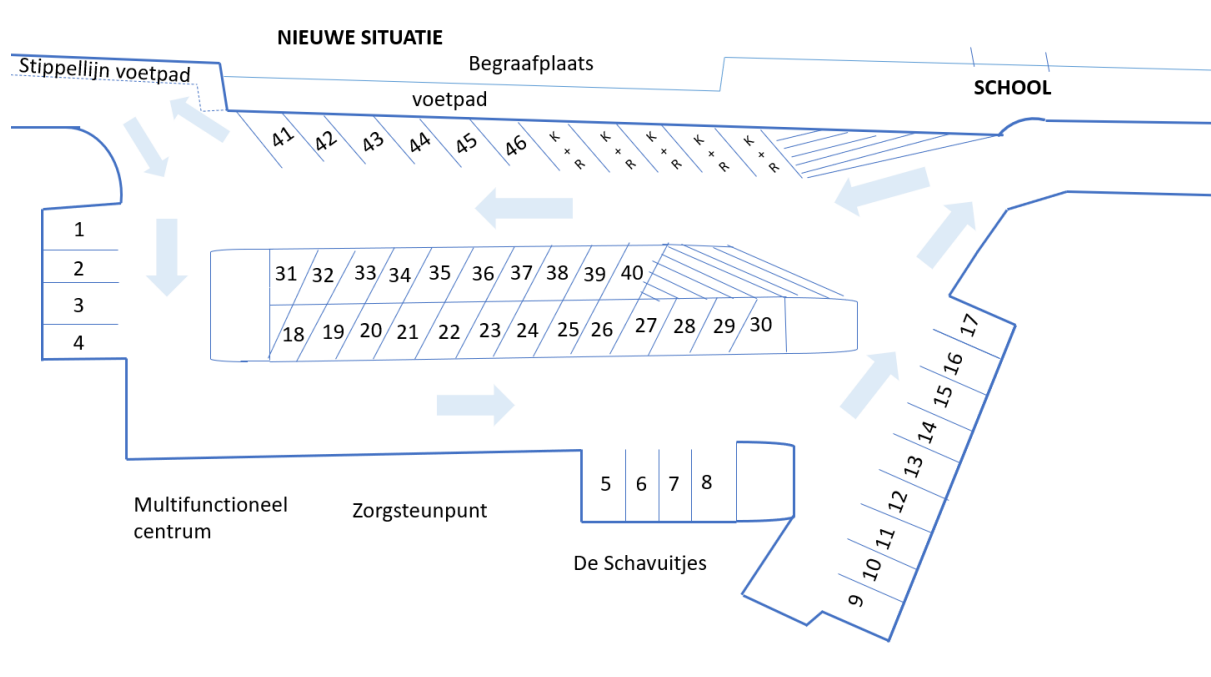 NIEUWE SITUATIE
Begraafplaats
Stippellijn voetpad
SCHOOL
voetpad
41 42 43 44 45 46 K + R K + R K + R K + R K + R
1
2
3
4
31 32 33 34 35 36 37 38 39 40
18 19 20 21 22 23 24 25 26 27 28 29 30
17
16
15
14
13
12
11
10
9
5 6 7 8
Multifunctioneel
centrum
Zorgsteunpunt
De Schavuitjes